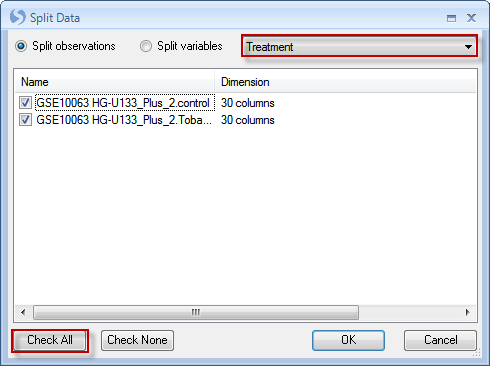 Split Data
Split observations Split variables Treatment
Name Dimension
GSE10063 HG-U133_Plus_2.control 30 columns
GSE10063 HG-U133_Plus_2.Toba... 30 columns
Check All Check None OK Cancel